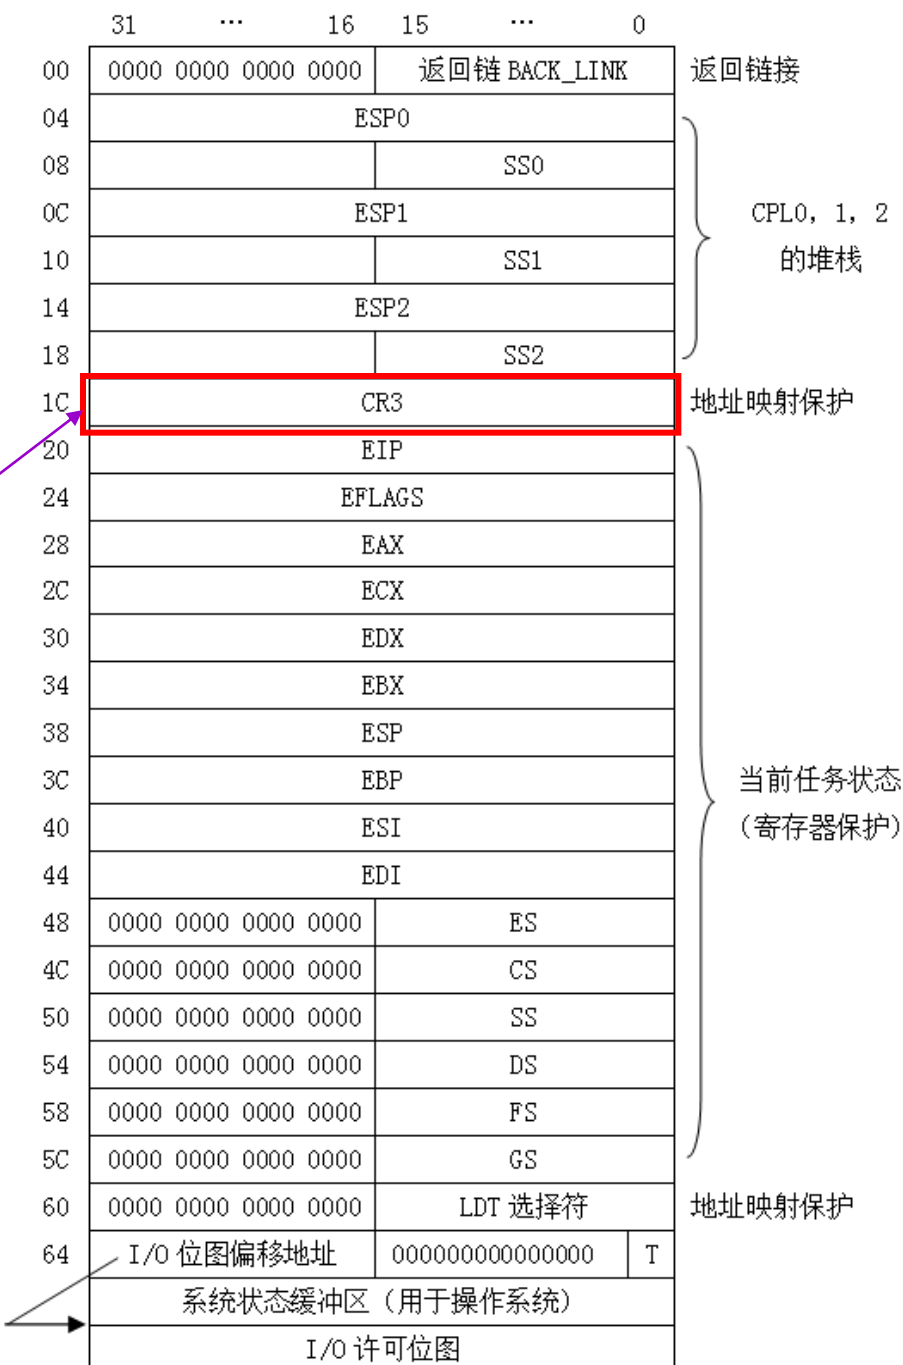 31 … 16 15 … 0
00 0000 0000 0000 0000 返回链 BACK_LINK 返回链接
04 ESP0
08 SS0
0C ESP1 CPL0, 1, 2
10 SS1 的堆栈
14 ESP2
18 SS2
1C CR3 地址映射保护
20 EIP
24 EFLAGS
28 EAX
2C ECX
30 EDX
34 EBX
38 ESP
3C EBP 当前任务状态
40 ESI （寄存器保护）
44 EDI
48 0000 0000 0000 0000 ES
4C 0000 0000 0000 0000 CS
50 0000 0000 0000 0000 SS
54 0000 0000 0000 0000 DS
58 0000 0000 0000 0000 FS
5C 0000 0000 0000 0000 GS
60 0000 0000 0000 0000 LDT 选择符 地址映射保护
64 I/O 位图偏移地址 000000000000000 T
系统状态缓冲区（用于操作系统）
I/O 许可位图